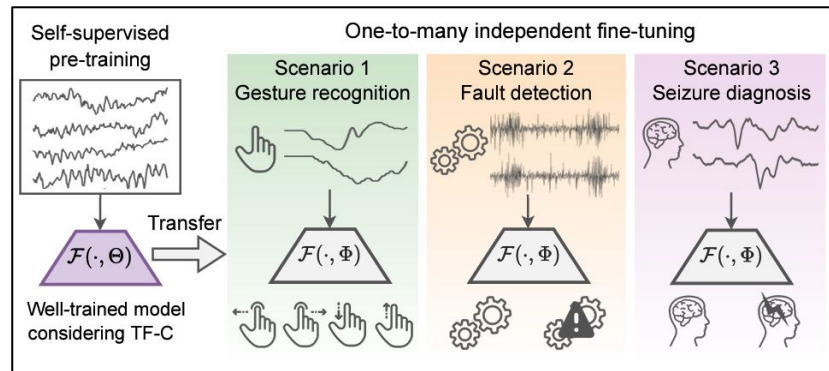 Self-supervised
pre-training
F(·, Θ)
Well-trained model
considering TF-C
Transfer
One-to-many independent fine-tuning
Scenario 1
Gesture recognition
F(·, Φ)
Scenario 2
Fault detection
F(·, Φ)
Scenario 3
Seizure diagnosis
F(·, Φ)